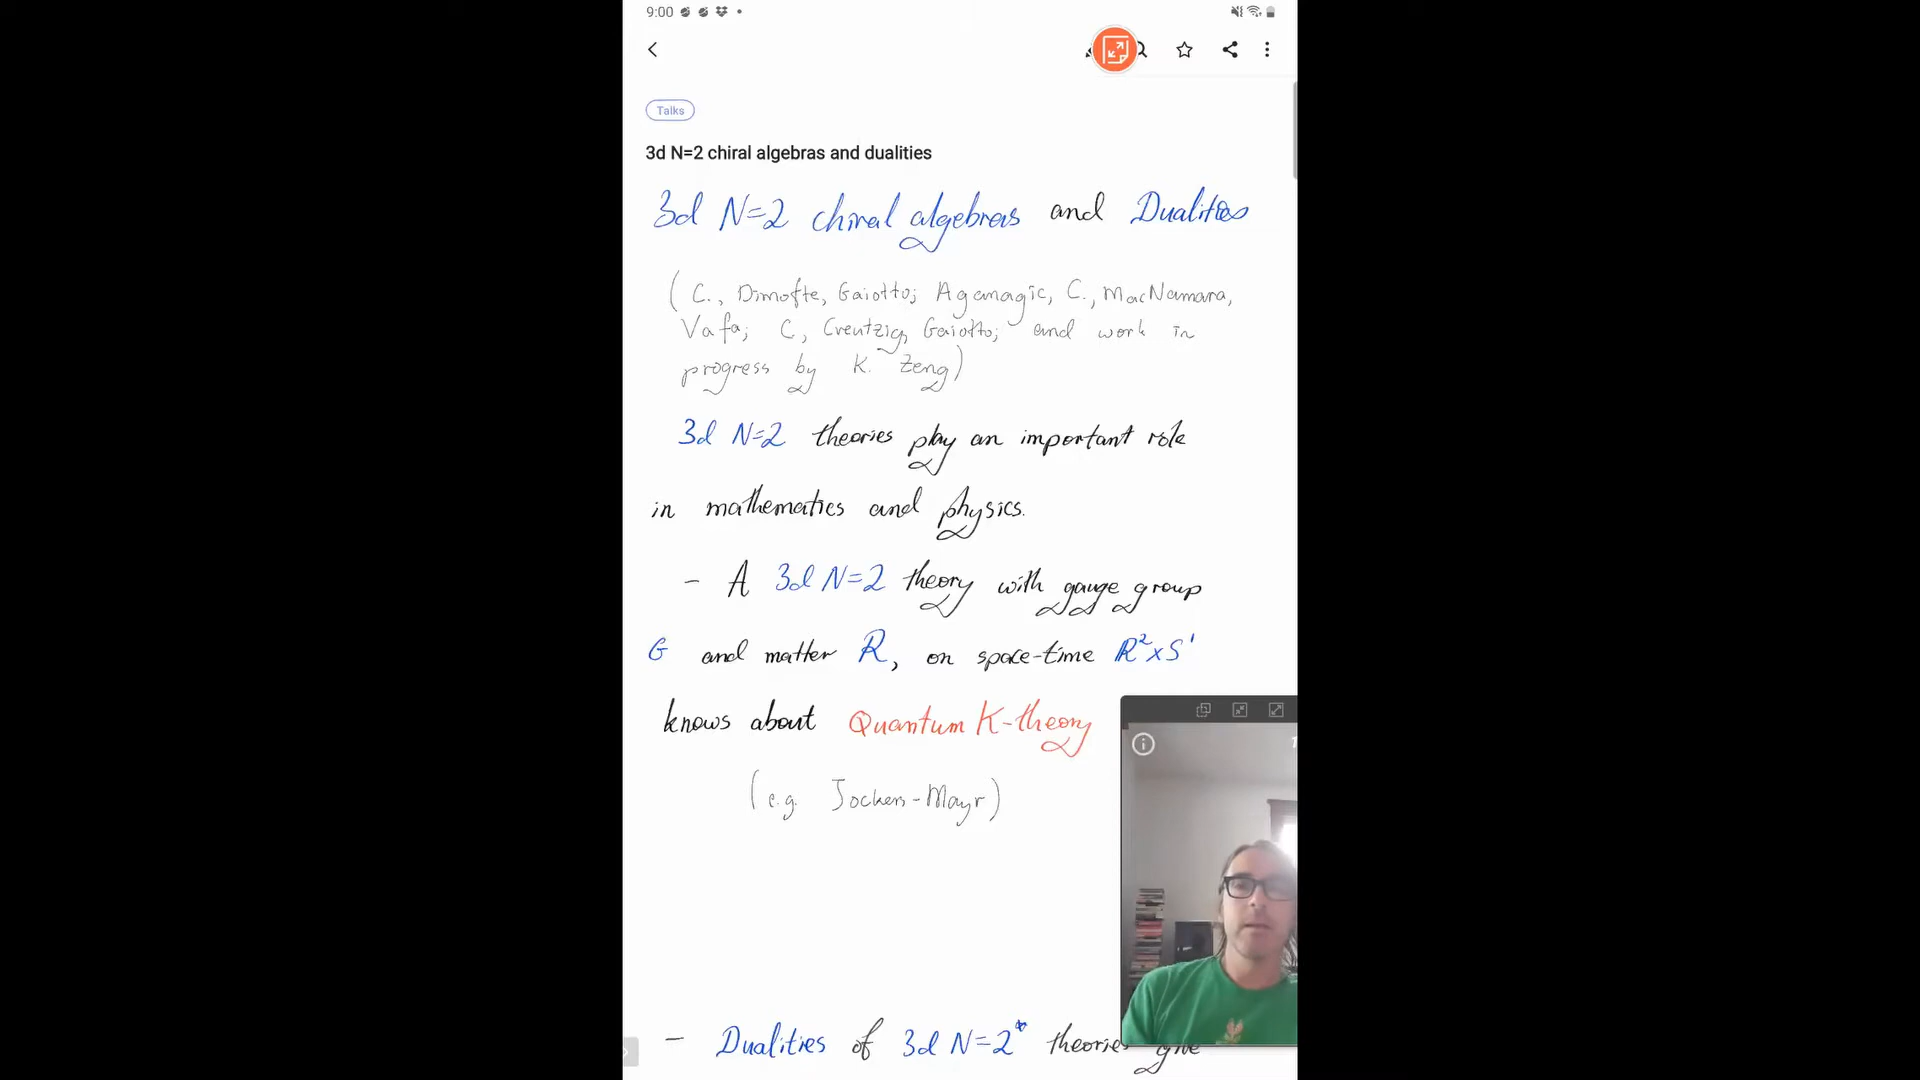 9:00
Talks
3d N=2 chiral algebras and dualities
3d N=2 chiral algebras and Dualities
(C., Dimofte, Gaiotto; Aganagic, C., MacNamara,
Vafa; C, Creutzig, Gaiotto; and work in
progress by K. Zeng)
3d N=2 theories play an important role
in mathematics and physics.
- A 3d N=2 theory with gauge group
G and matter R, on space-time ℝ²×S¹
knows about Quantum K-theory
(e.g. Jockers-Mayr)
- Dualities of 3d N=2* theories give